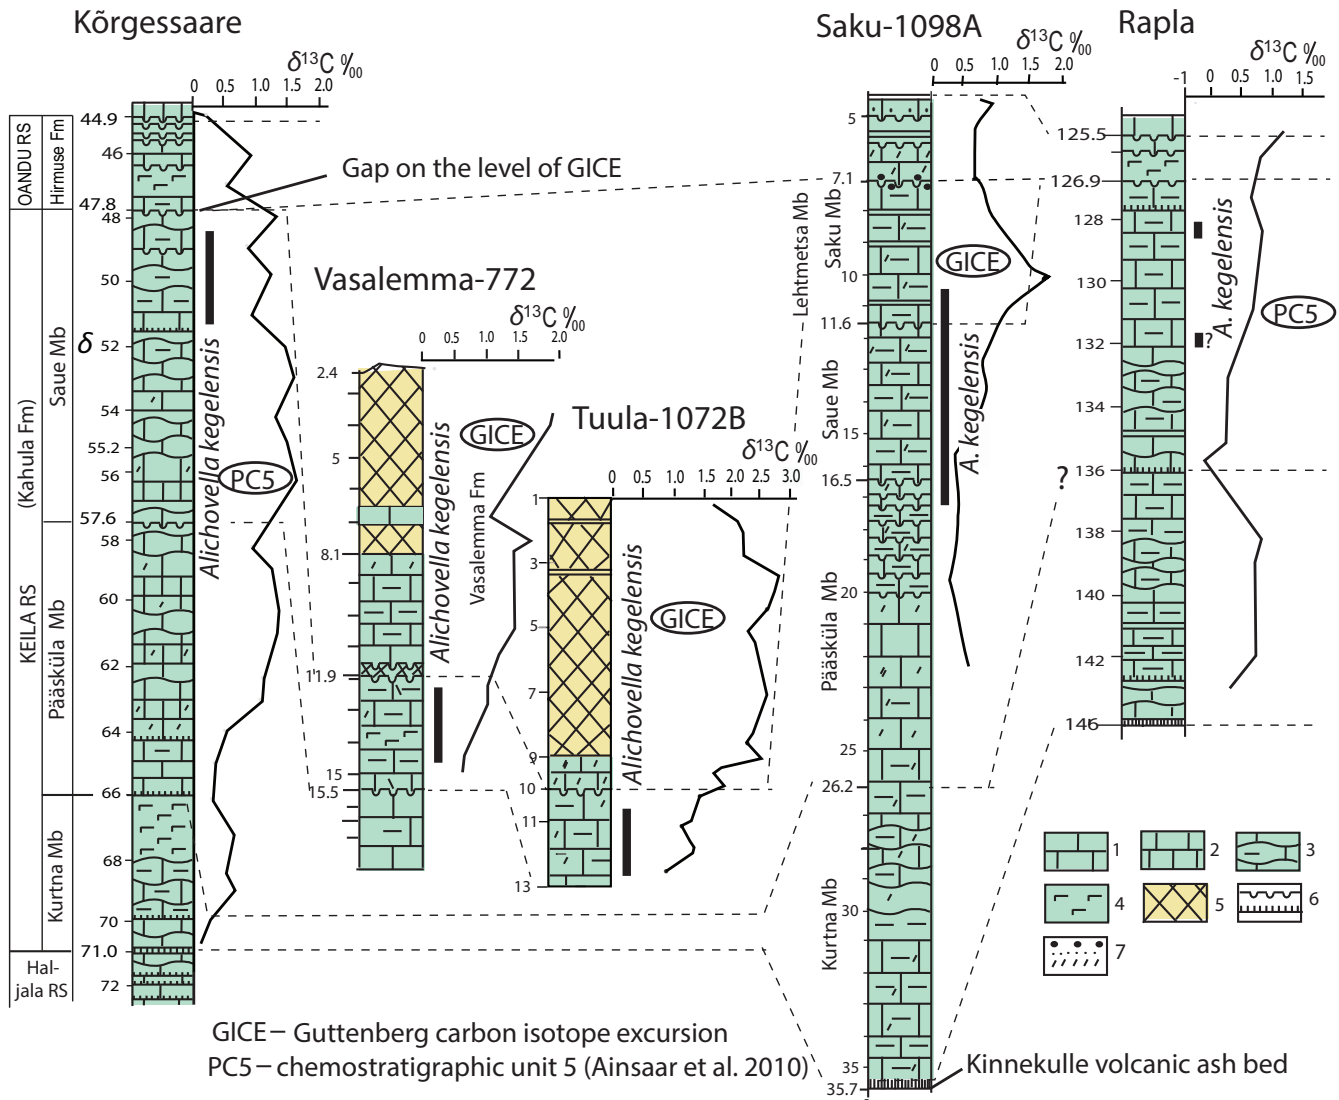 Kõrgessaare
δ13C ‰
0 0.5 1.0 1.5 2.0
OANDU RS
Hirmuse Fm
KEILA RS
(Kahula Fm)
Saue Mb
Pääsküla Mb
Kurtna Mb
Hal-
jala RS
44.9
46
47.8
48
50
δ 52
54
55.2
56
57.6
58
60
62
64
66
68
70
71.0
72
Alichovella kegelensis
PC5
Gap on the level of GICE
Vasalemma-772
δ13C ‰
0 0.5 1.0 1.5 2.0
2.4
5
8.1
11.9
15
15.5
Alichovella kegelensis
Vasalemma Fm
GICE
Tuula-1072B
δ13C ‰
0 1.0 1.5 2.0 2.5 3.0
1
3
5
7
9
10
11
13
Alichovella kegelensis
GICE
Saku-1098A
δ13C ‰
0 0.5 1.0 1.5 2.0
Lehtmetsa Mb
Saku Mb
Saue Mb
Pääsküla Mb
Kurtna Mb
5
7.1
10
11.6
15
16.5
20
25
26.2
30
35
35.7
A. kegelensis
GICE
?
Kinnekulle volcanic ash bed
Rapla
δ13C ‰
-1 0 0.5 1.0 1.5
125.5
126.9
128
130
132
134
136
138
140
142
146
A. kegelensis
?
PC5
1 2 3
4 5 6
7
GICE – Guttenberg carbon isotope excursion
PC5 – chemostratigraphic unit 5 (Ainsaar et al. 2010)